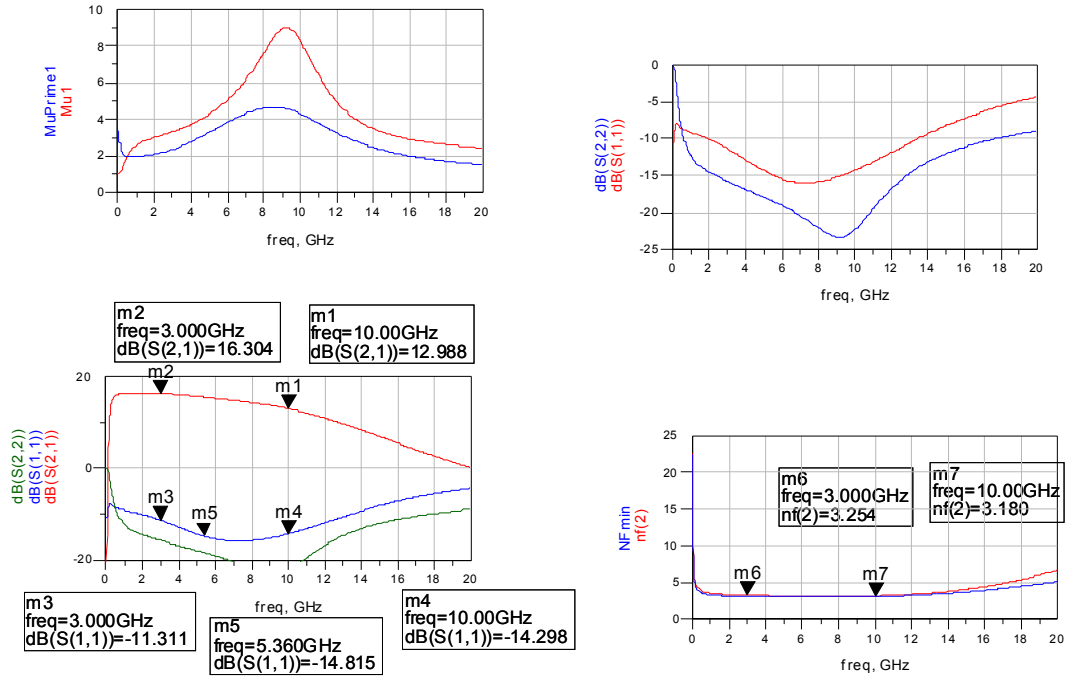 10
8
6
4
2
0
MuPrime1
Mu1
0 2 4 6 8 10 12 14 16 18 20
freq, GHz
0
-5
-10
-15
-20
-25
dB(S(2,2))
dB(S(1,1))
0 2 4 6 8 10 12 14 16 18 20
freq, GHz
m2
freq=3.000GHz
dB(S(2,1))=16.304
m1
freq=10.00GHz
dB(S(2,1))=12.988
20
0
-20
dB(S(2,2))
dB(S(1,1))
dB(S(2,1))
m2
m1
m3
m5
m4
0 2 4 6 8 10 12 14 16 18 20
freq, GHz
m3
freq=3.000GHz
dB(S(1,1))=-11.311
m5
freq=5.360GHz
dB(S(1,1))=-14.815
m4
freq=10.00GHz
dB(S(1,1))=-14.298
25
20
15
10
5
0
NFmin
nf(2)
m6
freq=3.000GHz
nf(2)=3.254
m7
freq=10.00GHz
nf(2)=3.180
m6
m7
0 2 4 6 8 10 12 14 16 18 20
freq, GHz